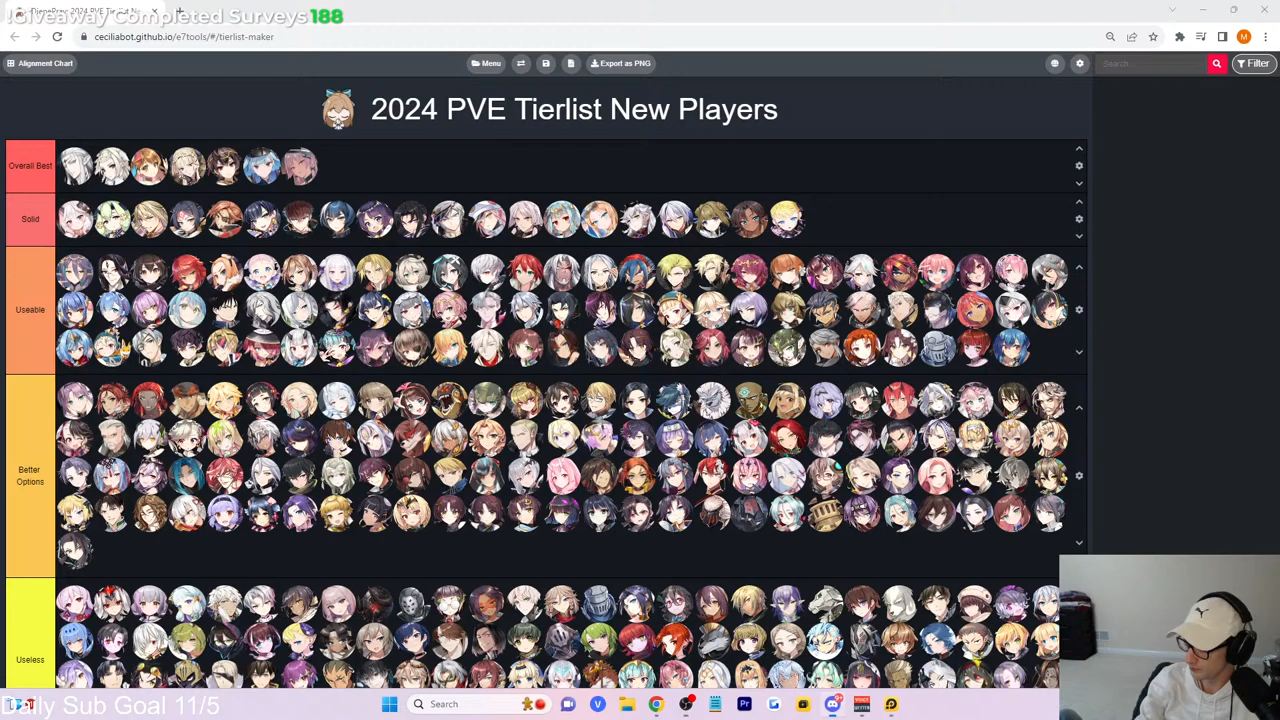 !Giveaway Completed Surveys 188
ceciliabot.github.io/e7tools/#/tierlist-maker
M
Alignment Chart
Menu
Export as PNG
Search...
Filter
2024 PVE Tierlist New Players
Overall Best
Solid
Useable
Better
Options
Useless
Daily Sub Goal 11/5
Search